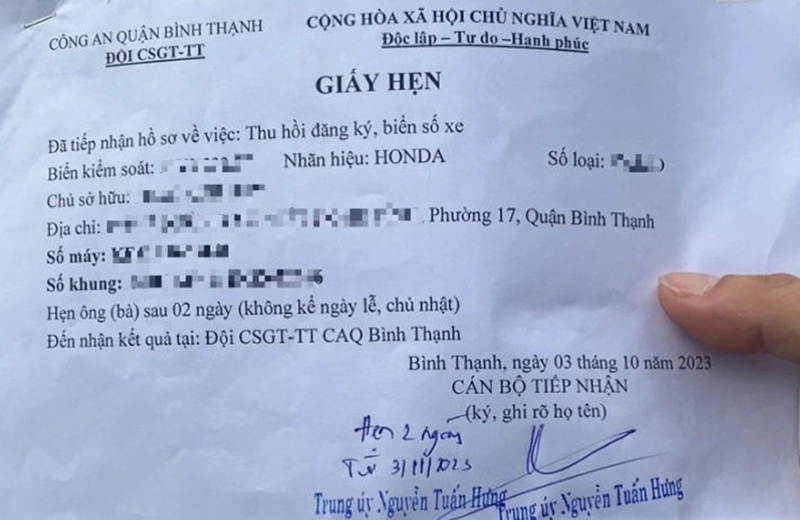 CÔNG AN QUẬN BÌNH THẠNH
ĐỘI CSGT-TT
CỘNG HÒA XÃ HỘI CHỦ NGHĨA VIỆT NAM
Độc lập – Tự do –Hạnh phúc
GIẤY HẸN
Đã tiếp nhận hồ sơ về việc: Thu hồi đăng ký, biển số xe
Biển kiểm soát: Nhãn hiệu: HONDA Số loại:
Chủ sở hữu:
Địa chỉ: Phường 17, Quận Bình Thạnh
Số máy:
Số khung:
Hẹn ông (bà) sau 02 ngày (không kể ngày lễ, chủ nhật)
Đến nhận kết quả tại: Đội CSGT-TT CAQ Bình Thạnh
Bình Thạnh, ngày 03 tháng 10 năm 2023
CÁN BỘ TIẾP NHẬN
(ký, ghi rõ họ tên)
Hẹn 2 ngày
Từ 3/11/2023
Trung úy Nguyễn Tuấn Hưng
Trung úy Nguyễn Tuấn Hưng